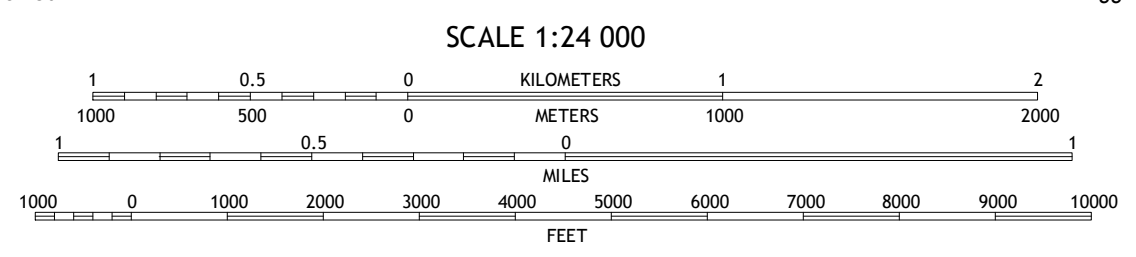 SCALE 1:24 000
1 0.5 0 KILOMETERS 1 2
1000 500 0 METERS 1000 2000
1 0.5 0 1
MILES
1000 0 1000 2000 3000 4000 5000 6000 7000 8000 9000 10000
FEET